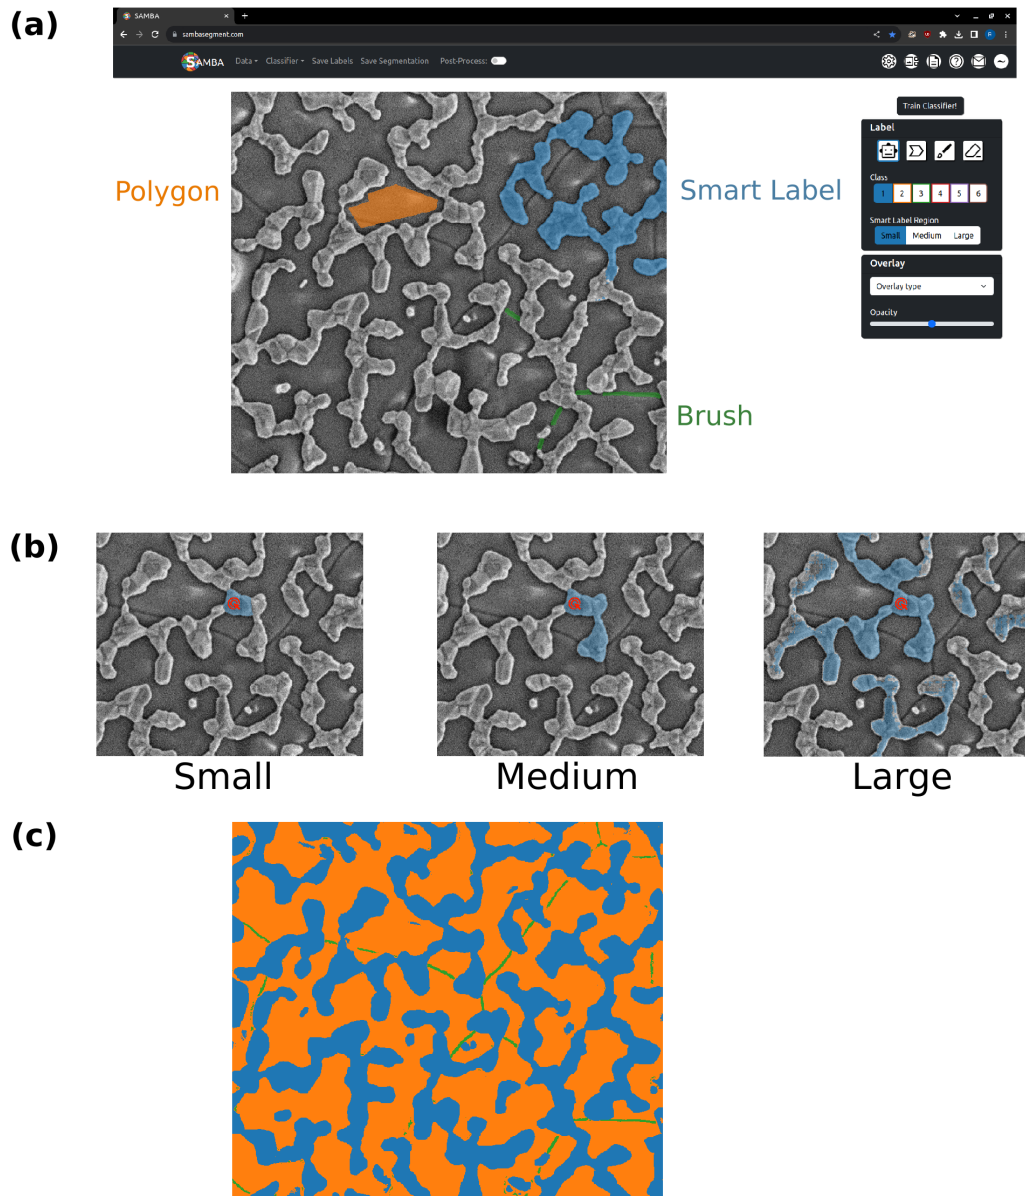 (a)
SAMBA
sambasegment.com
SAMBA Data Classifier Save Labels Save Segmentation Post-Process:
Train Classifier!
Label
Polygon
Smart Label
Class
1 2 3 4 5 6
Smart Label Region
Small Medium Large
Overlay
Overlay type
Opacity
Brush
(b)
Small Medium Large
(c)